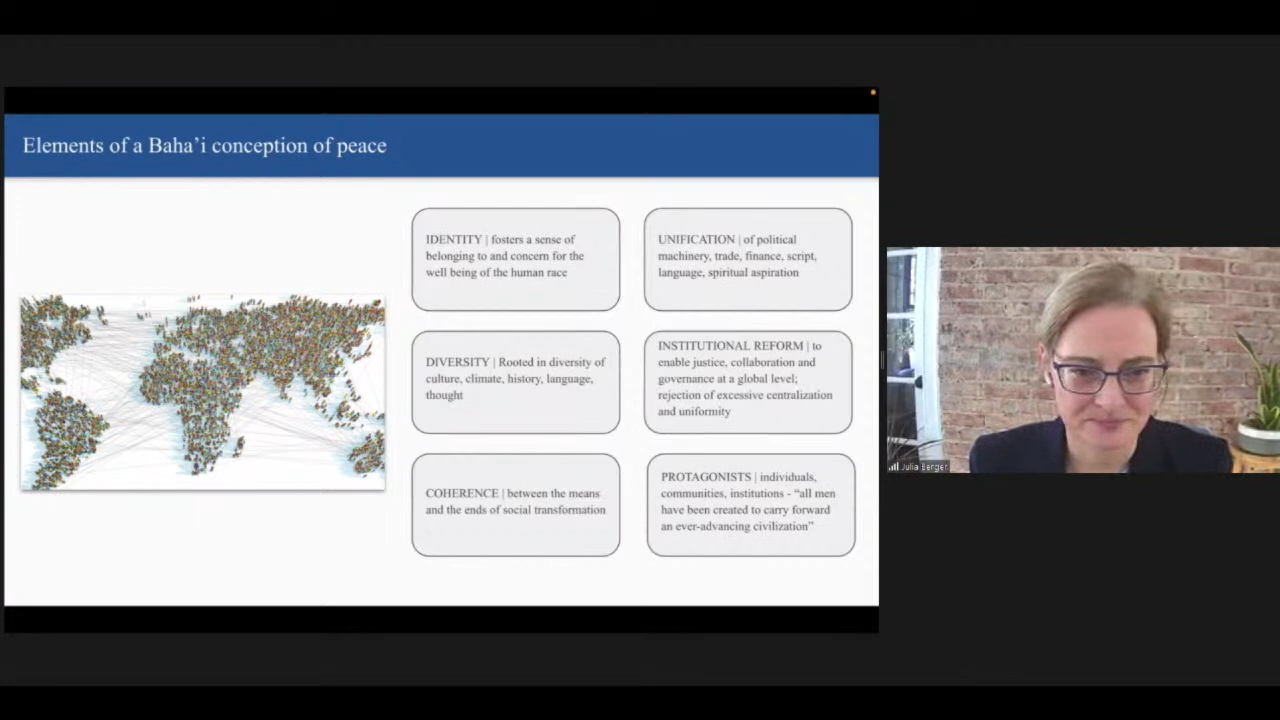 Elements of a Baha’i conception of peace
IDENTITY | fosters a sense of
belonging to and concern for the
well being of the human race
UNIFICATION | of political
machinery, trade, finance, script,
language, spiritual aspiration
DIVERSITY | Rooted in diversity of
culture, climate, history, language,
thought
INSTITUTIONAL REFORM | to
enable justice, collaboration and
governance at a global level;
rejection of excessive centralization
and uniformity
COHERENCE | between the means
and the ends of social transformation
PROTAGONISTS | individuals,
communities, institutions - “all men
have been created to carry forward
an ever-advancing civilization”
Julia Berger